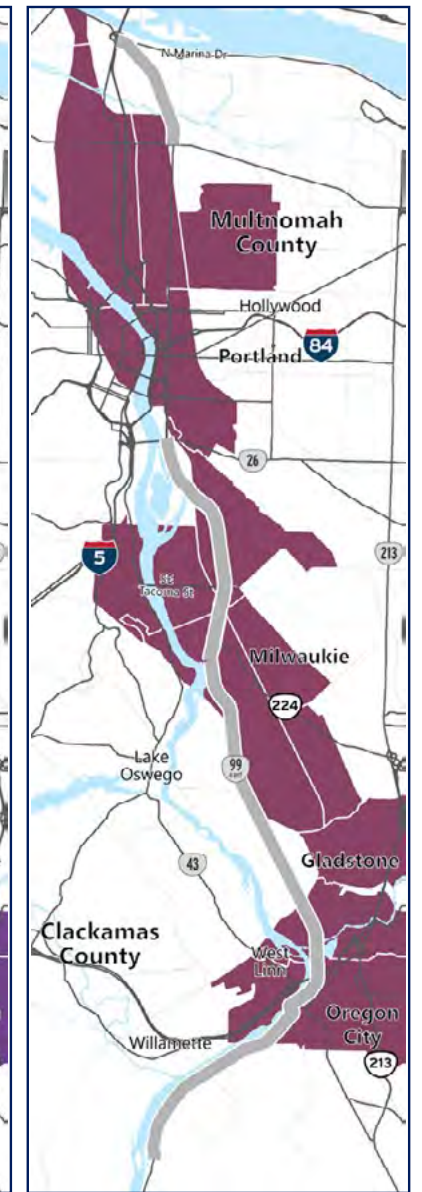 N Marina Dr
Multnomah
County
Hollywood
84
Portland
26
5
213
SE
Tacoma St
Milwaukie
224
Lake
Oswego
99
43
Gladstone
Clackamas
County
West
Linn
Oregon
City
Willamette
213